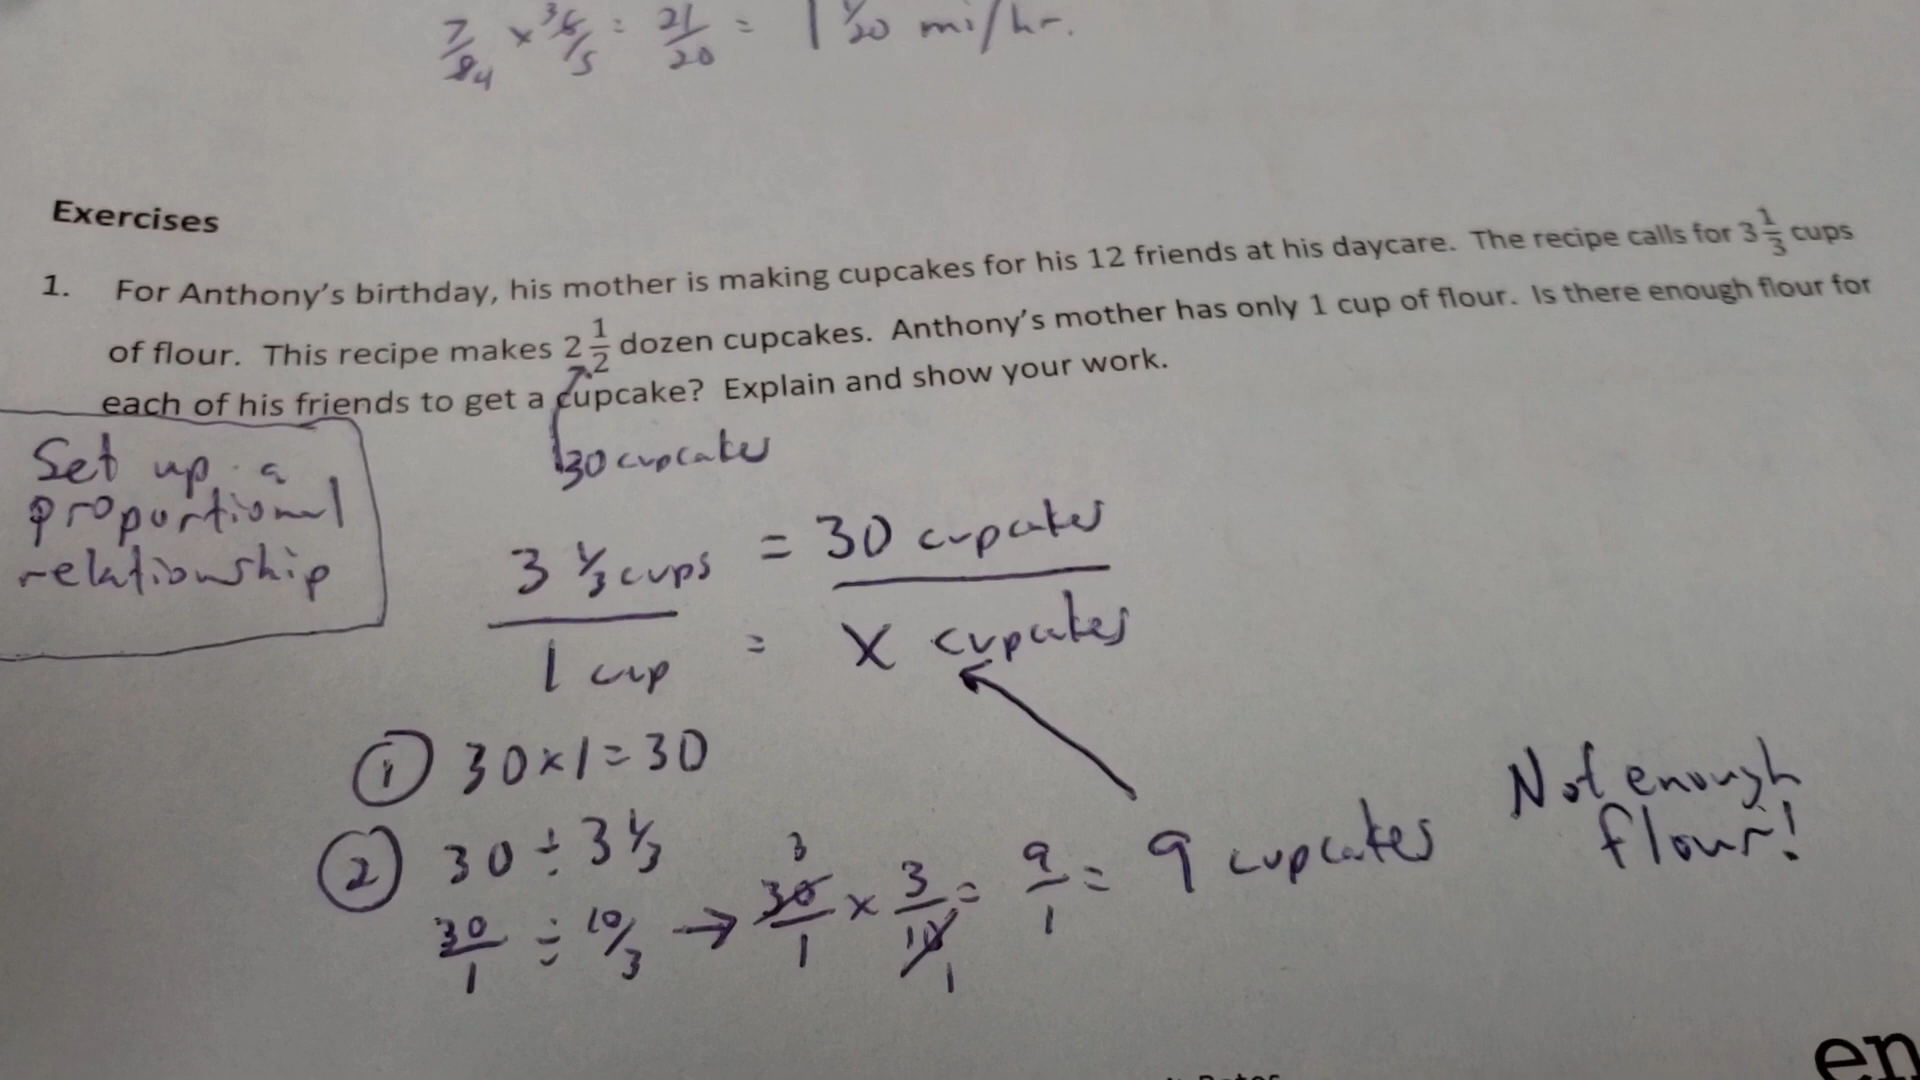 7/84 x 36/5 = 21/20 = 1 1/20 mi/hr.
Exercises
1. For Anthony's birthday, his mother is making cupcakes for his 12 friends at his daycare. The recipe calls for 3 1/3 cups
of flour. This recipe makes 2 1/2 dozen cupcakes. Anthony's mother has only 1 cup of flour. Is there enough flour for
each of his friends to get a cupcake? Explain and show your work.
30 cupcakes
Set up a
proportional
relationship
3 1/3 cups = 30 cupcakes
1 cup = x cupcakes
① 30x1=30
② 30 ÷ 3 1/3
30/1 ÷ 10/3 → 3 30/1 x 3/10 1 = 9/1 = 9 cupcakes
Not enough
flour!
en